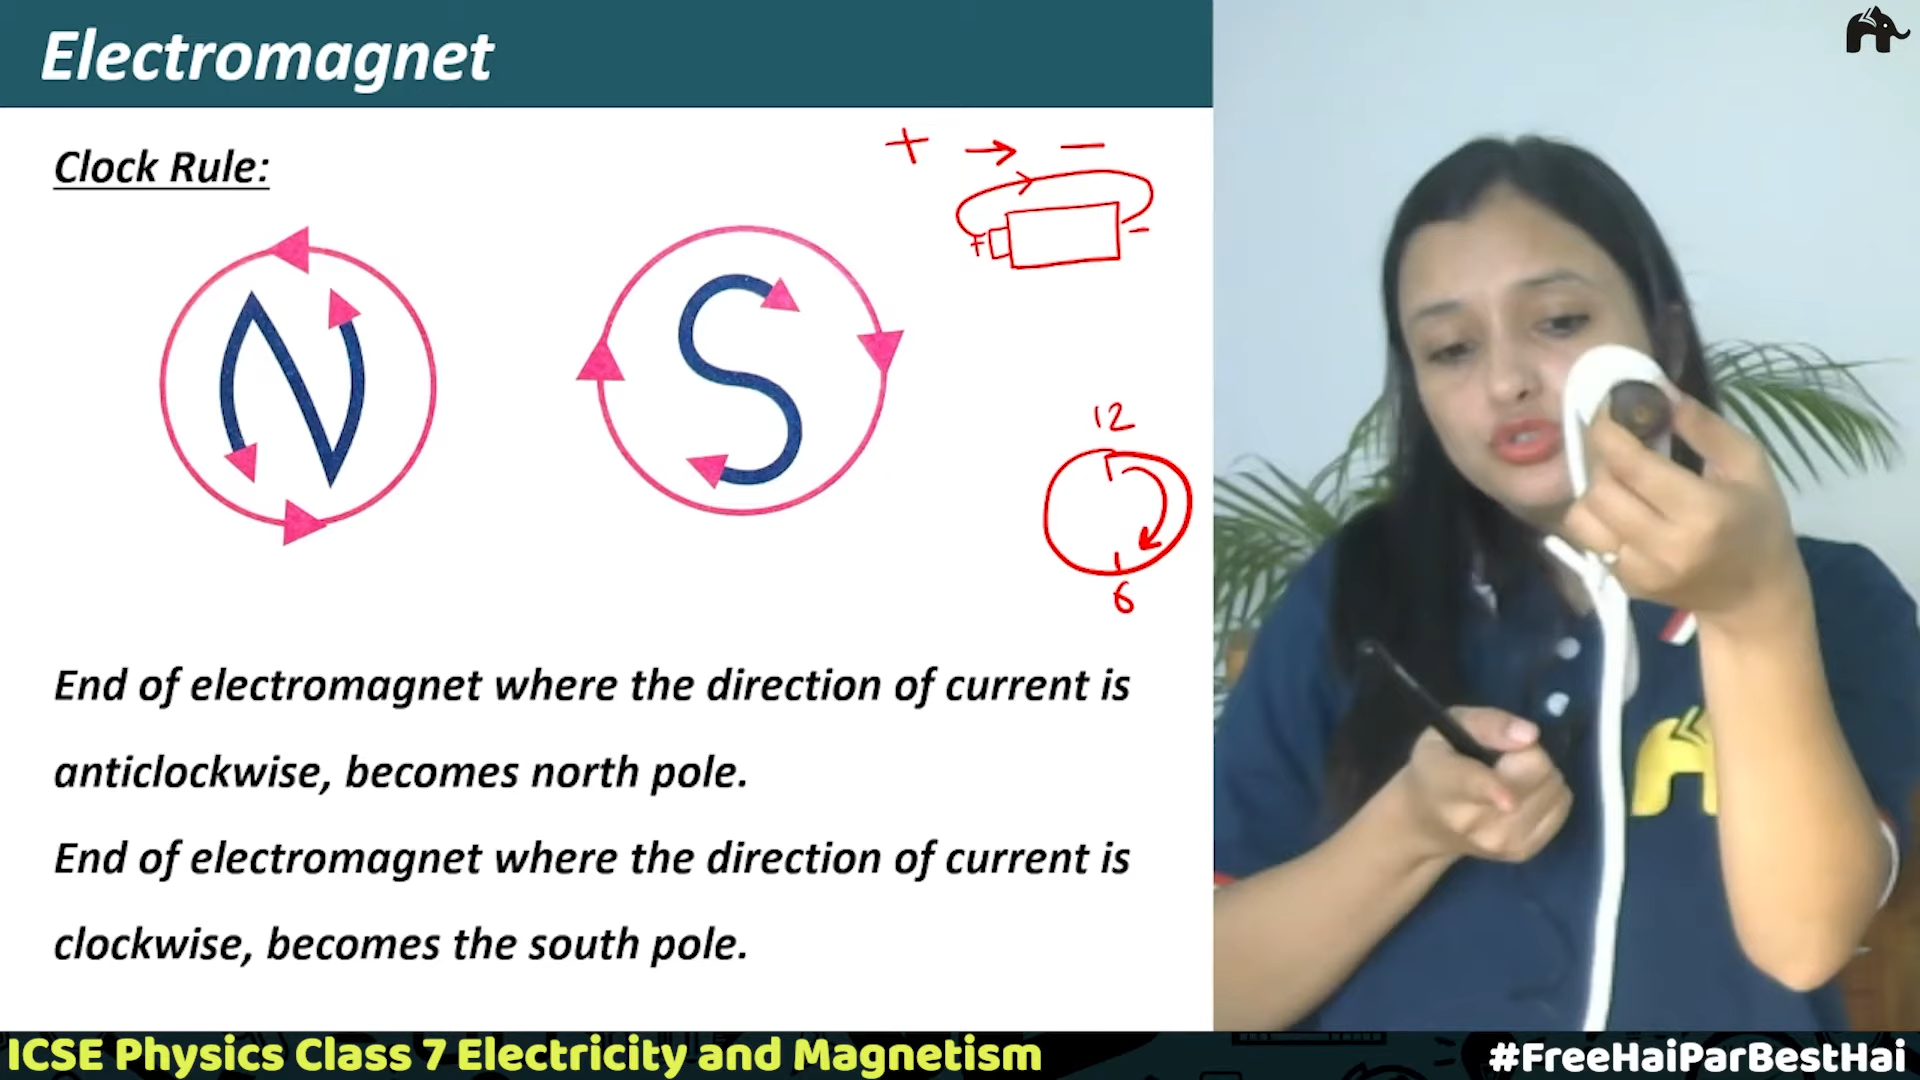 Electromagnet
Clock Rule:
+ → −
+ −
N S
12
6
End of electromagnet where the direction of current is
anticlockwise, becomes north pole.
End of electromagnet where the direction of current is
clockwise, becomes the south pole.
ICSE Physics Class 7 Electricity and Magnetism
#FreeHaiParBestHai